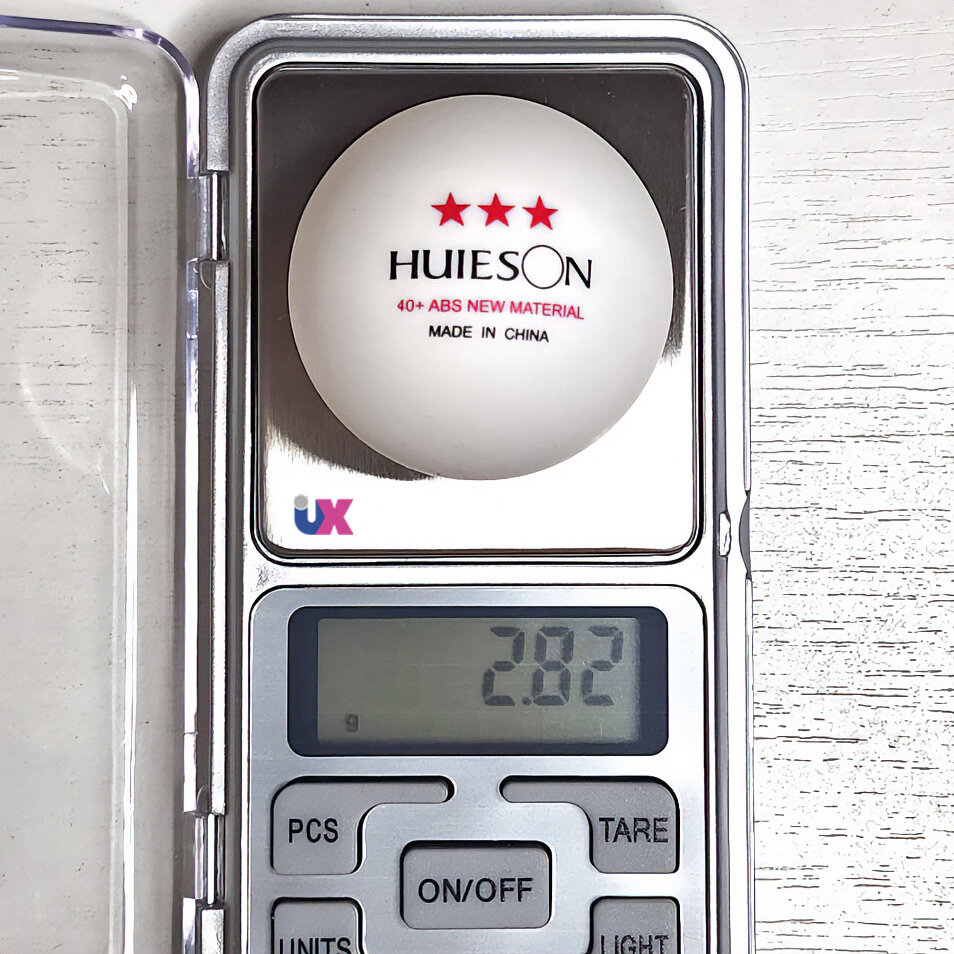 HUIESON
40+ ABS NEW MATERIAL
MADE IN CHINA
UX
2.82
g
PCS
TARE
ON/OFF
UNITS
LIGHT